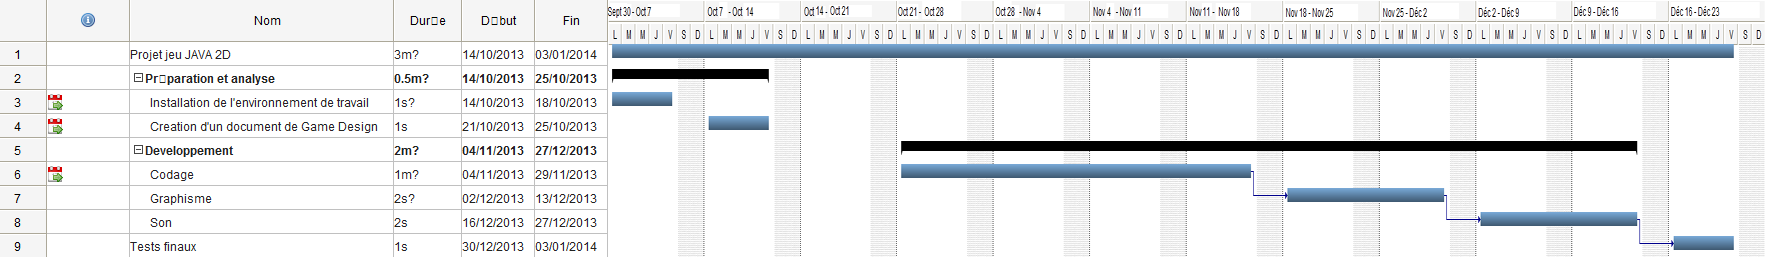 Nom Dur□e D□but Fin
Sept 30 - Oct 7 Oct 7 - Oct 14 Oct 14 - Oct 21 Oct 21 - Oct 28 Oct 28 - Nov 4 Nov 4 - Nov 11 Nov 11 - Nov 18 Nov 18 - Nov 25 Nov 25 - Déc 2 Déc 2 - Déc 9 Déc 9 - Déc 16 Déc 16 - Déc 23
L M M J V S D L M M J V S D L M M J V S D L M M J V S D L M M J V S D L M M J V S D L M M J V S D L M M J V S D L M M J V S D L M M J V S D L M M J V S D L M M J V S D
1 Projet jeu JAVA 2D 3m? 14/10/2013 03/01/2014
2 Pr□paration et analyse 0.5m? 14/10/2013 25/10/2013
3 Installation de l'environnement de travail 1s? 14/10/2013 18/10/2013
4 Creation d'un document de Game Design 1s 21/10/2013 25/10/2013
5 Developpement 2m? 04/11/2013 27/12/2013
6 Codage 1m? 04/11/2013 29/11/2013
7 Graphisme 2s? 02/12/2013 13/12/2013
8 Son 2s 16/12/2013 27/12/2013
9 Tests finaux 1s 30/12/2013 03/01/2014